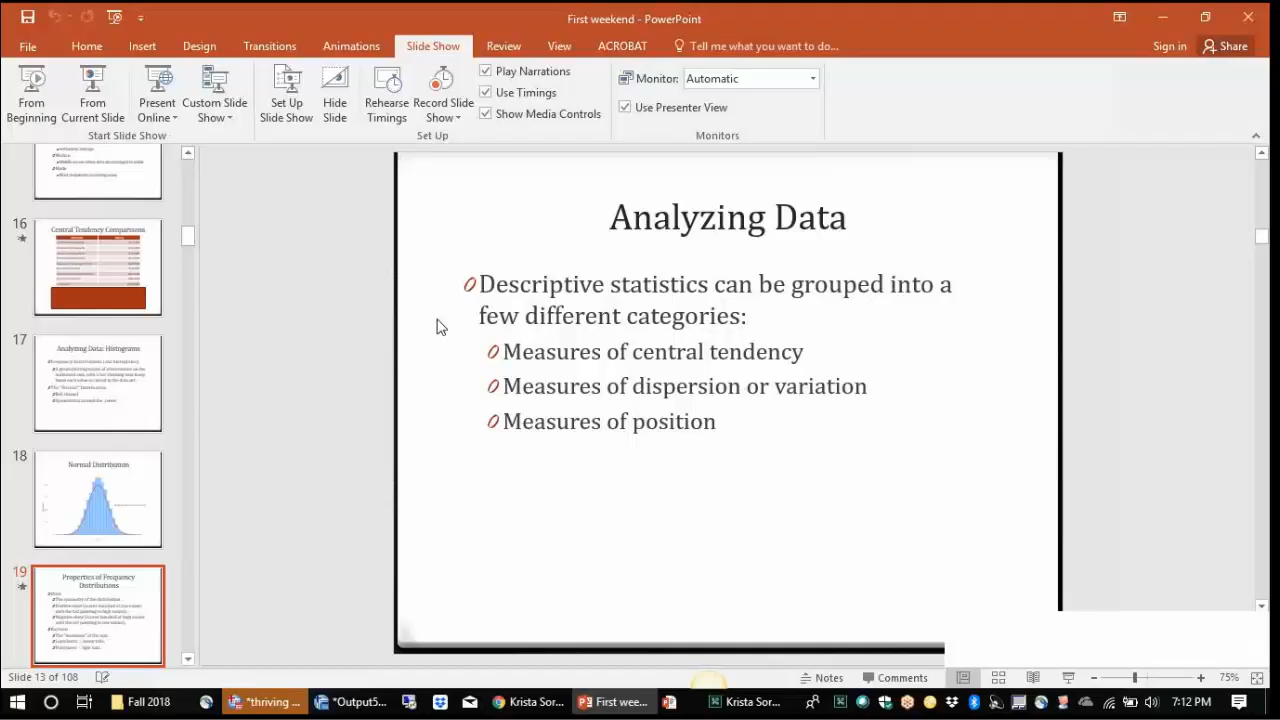 First weekend - PowerPoint
File Home Insert Design Transitions Animations Slide Show Review View ACROBAT Tell me what you want to do... Sign in Share
From Beginning
From Current Slide
Present Online
Custom Slide Show
Start Slide Show
Set Up Slide Show
Hide Slide
Rehearse Timings
Record Slide Show
Play Narrations
Use Timings
Show Media Controls
Set Up
Monitor: Automatic
Use Presenter View
Monitors
16
Central Tendency Comparisons
17
Analyzing Data: Histograms
18
Normal Distribution
19
Properties of Frequency
Distributions
Analyzing Data
Descriptive statistics can be grouped into a
few different categories:
Measures of central tendency
Measures of dispersion or variation
Measures of position
Slide 13 of 108
Notes Comments 75%
Fall 2018 *thriving ... *Output5... Krista Sor... First wee... Krista Sor... 7:12 PM